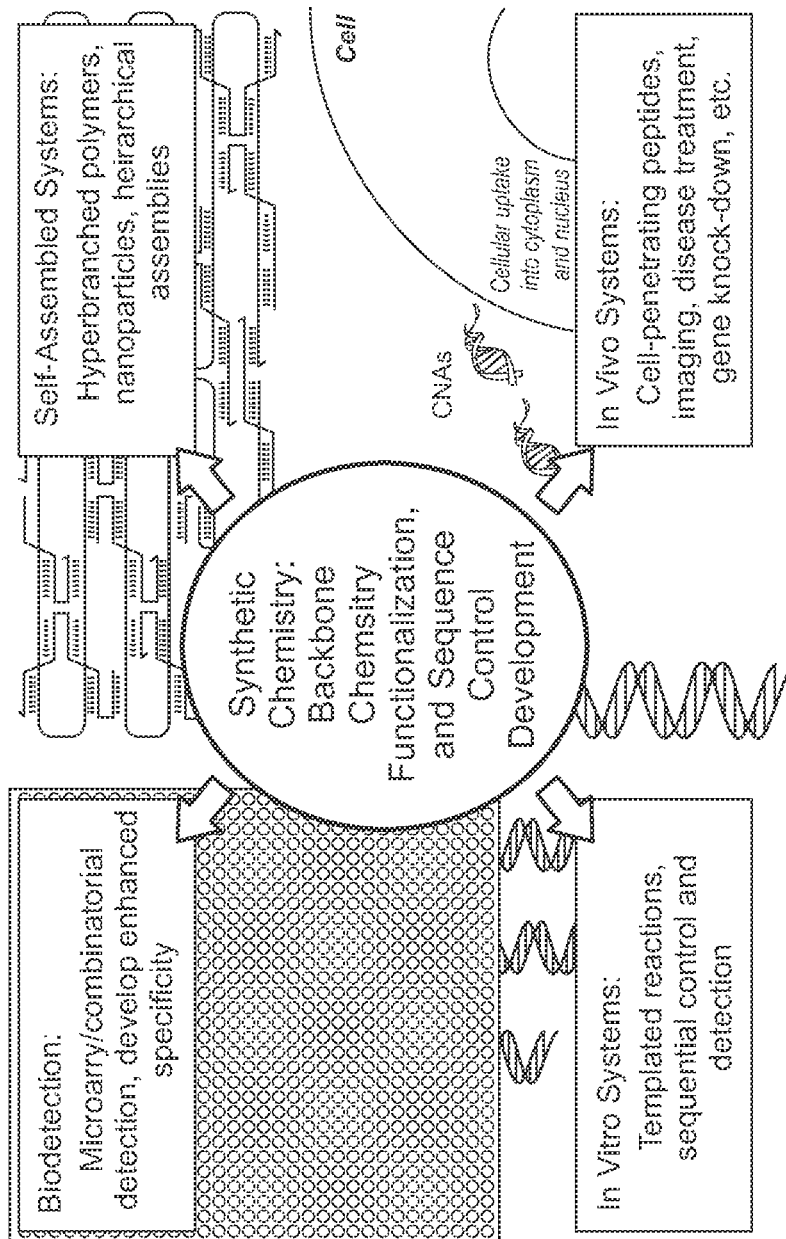 Biodetection:
Microarry/combinatorial
detection, develop enhanced
specificity
Self-Assembled Systems:
Hyperbranched polymers,
nanoparticles, heirarchical
assemblies
Synthetic
Chemistry:
Backbone
Chemsitry
Functionalization,
and Sequence
Control
Development
CNAs
Cellular uptake
into cytoplasm
and nucleus
Cell
In Vitro Systems:
Templated reactions,
sequential control and
detection
In Vivo Systems:
Cell-penetrating peptides,
imaging, disease treatment,
gene knock-down, etc.